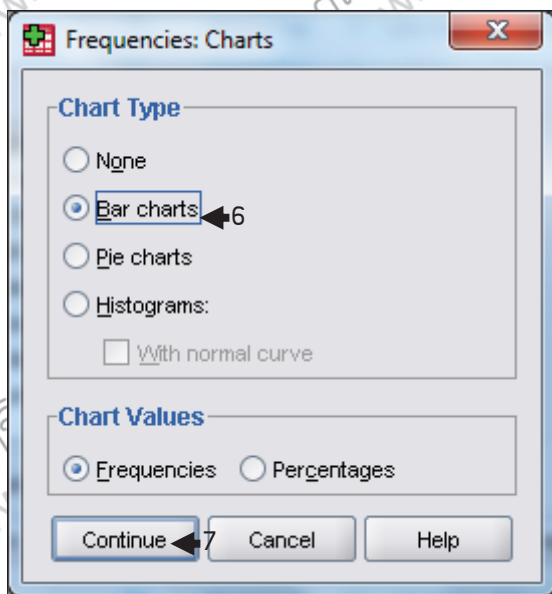 Frequencies: Charts
Chart Type
None
Bar charts 6
Pie charts
Histograms:
With normal curve
Chart Values
Frequencies Percentages
Continue 7 Cancel Help